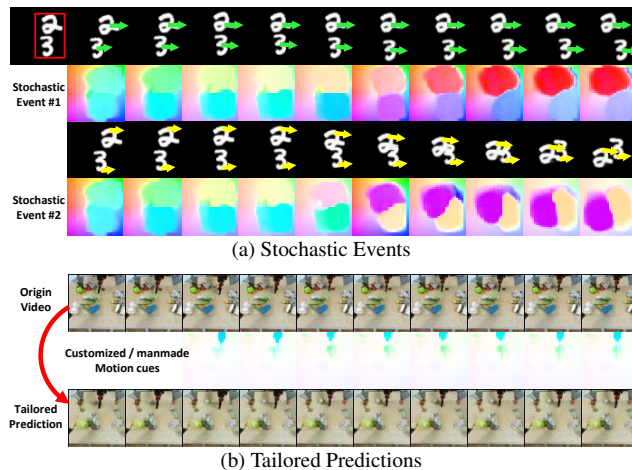 Stochastic
Event #1
Stochastic
Event #2
(a) Stochastic Events
Origin
Video
Customized / manmade
Motion cues
Tailored
Prediction
(b) Tailored Predictions